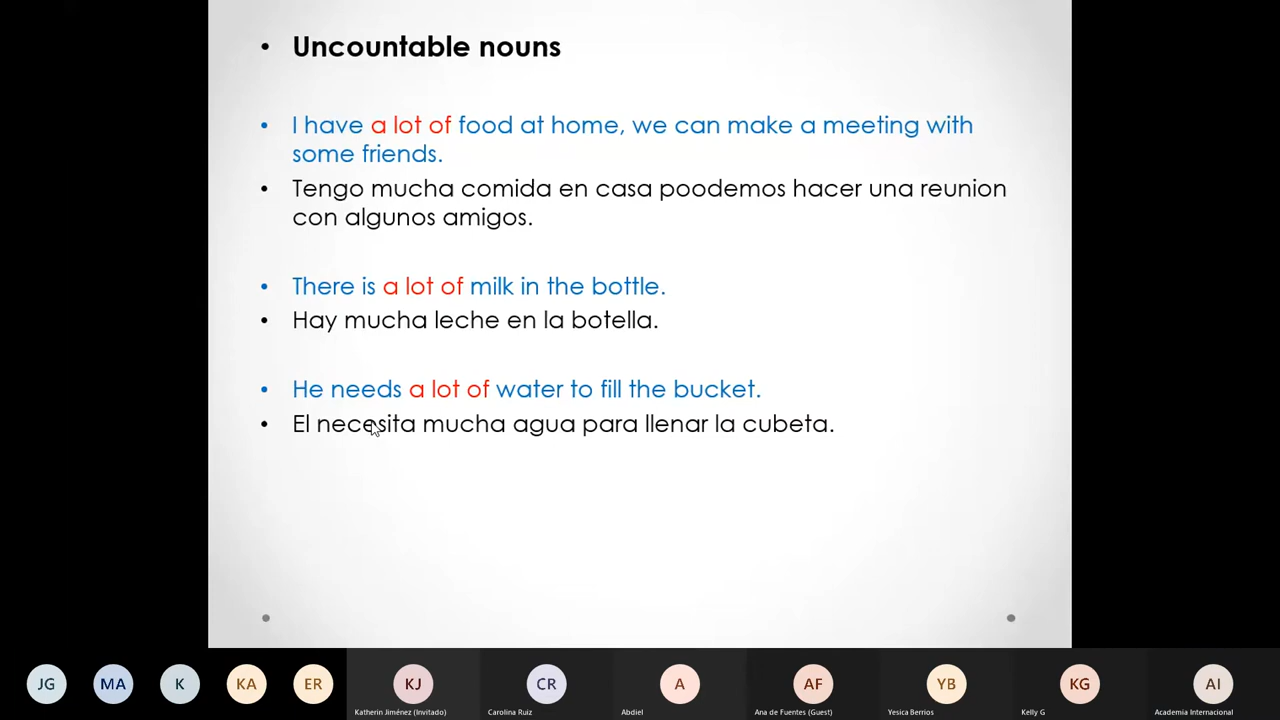 • Uncountable nouns
• I have a lot of food at home, we can make a meeting with
some friends.
• Tengo mucha comida en casa poodemos hacer una reunion
con algunos amigos.
• There is a lot of milk in the bottle.
• Hay mucha leche en la botella.
• He needs a lot of water to fill the bucket.
• El necesita mucha agua para llenar la cubeta.
JG MA K KA ER KJ CR A AF YB KG AI
Katherin Jiménez (Invitado) Carolina Ruiz Abdiel Ana de Fuentes (Guest) Yesica Berrios Kelly G Academia Internacional